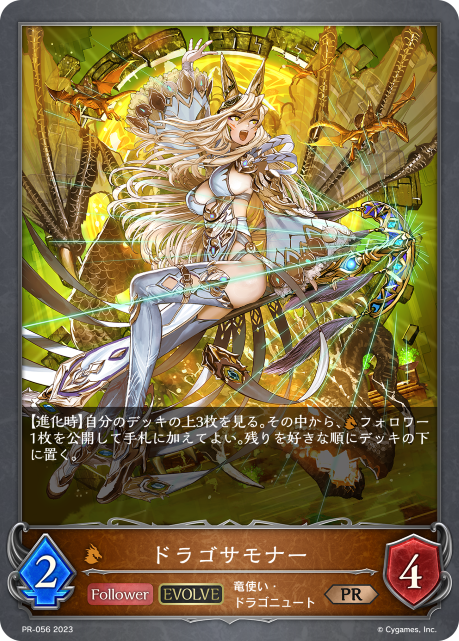 【進化時】自分のデッキの上3枚を見る。その中から、フォロワー
1枚を公開して手札に加えてよい。残りを好きな順にデッキの下
に置く。
ドラゴサモナー
2
Follower
EVOLVE
竜使い・
ドラゴニュート
PR
4
PR-056 2023
© Cygames, Inc.